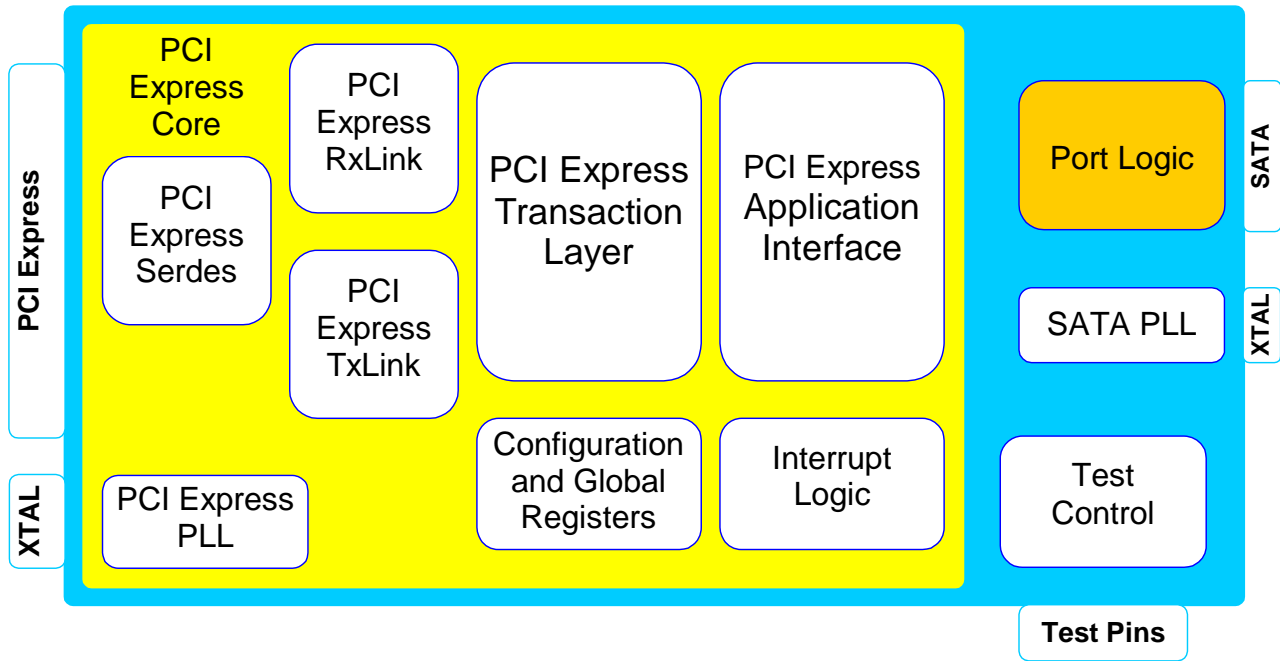 PCI
Express
Core
PCI
Express
RxLink
PCI
Express
Serdes
PCI
Express
TxLink
PCI Express
Transaction
Layer
PCI Express
Application
Interface
Port Logic
SATA
PCI Express
SATA PLL
XTAL
Configuration
and Global
Registers
Interrupt
Logic
Test
Control
XTAL
PCI Express
PLL
Test Pins